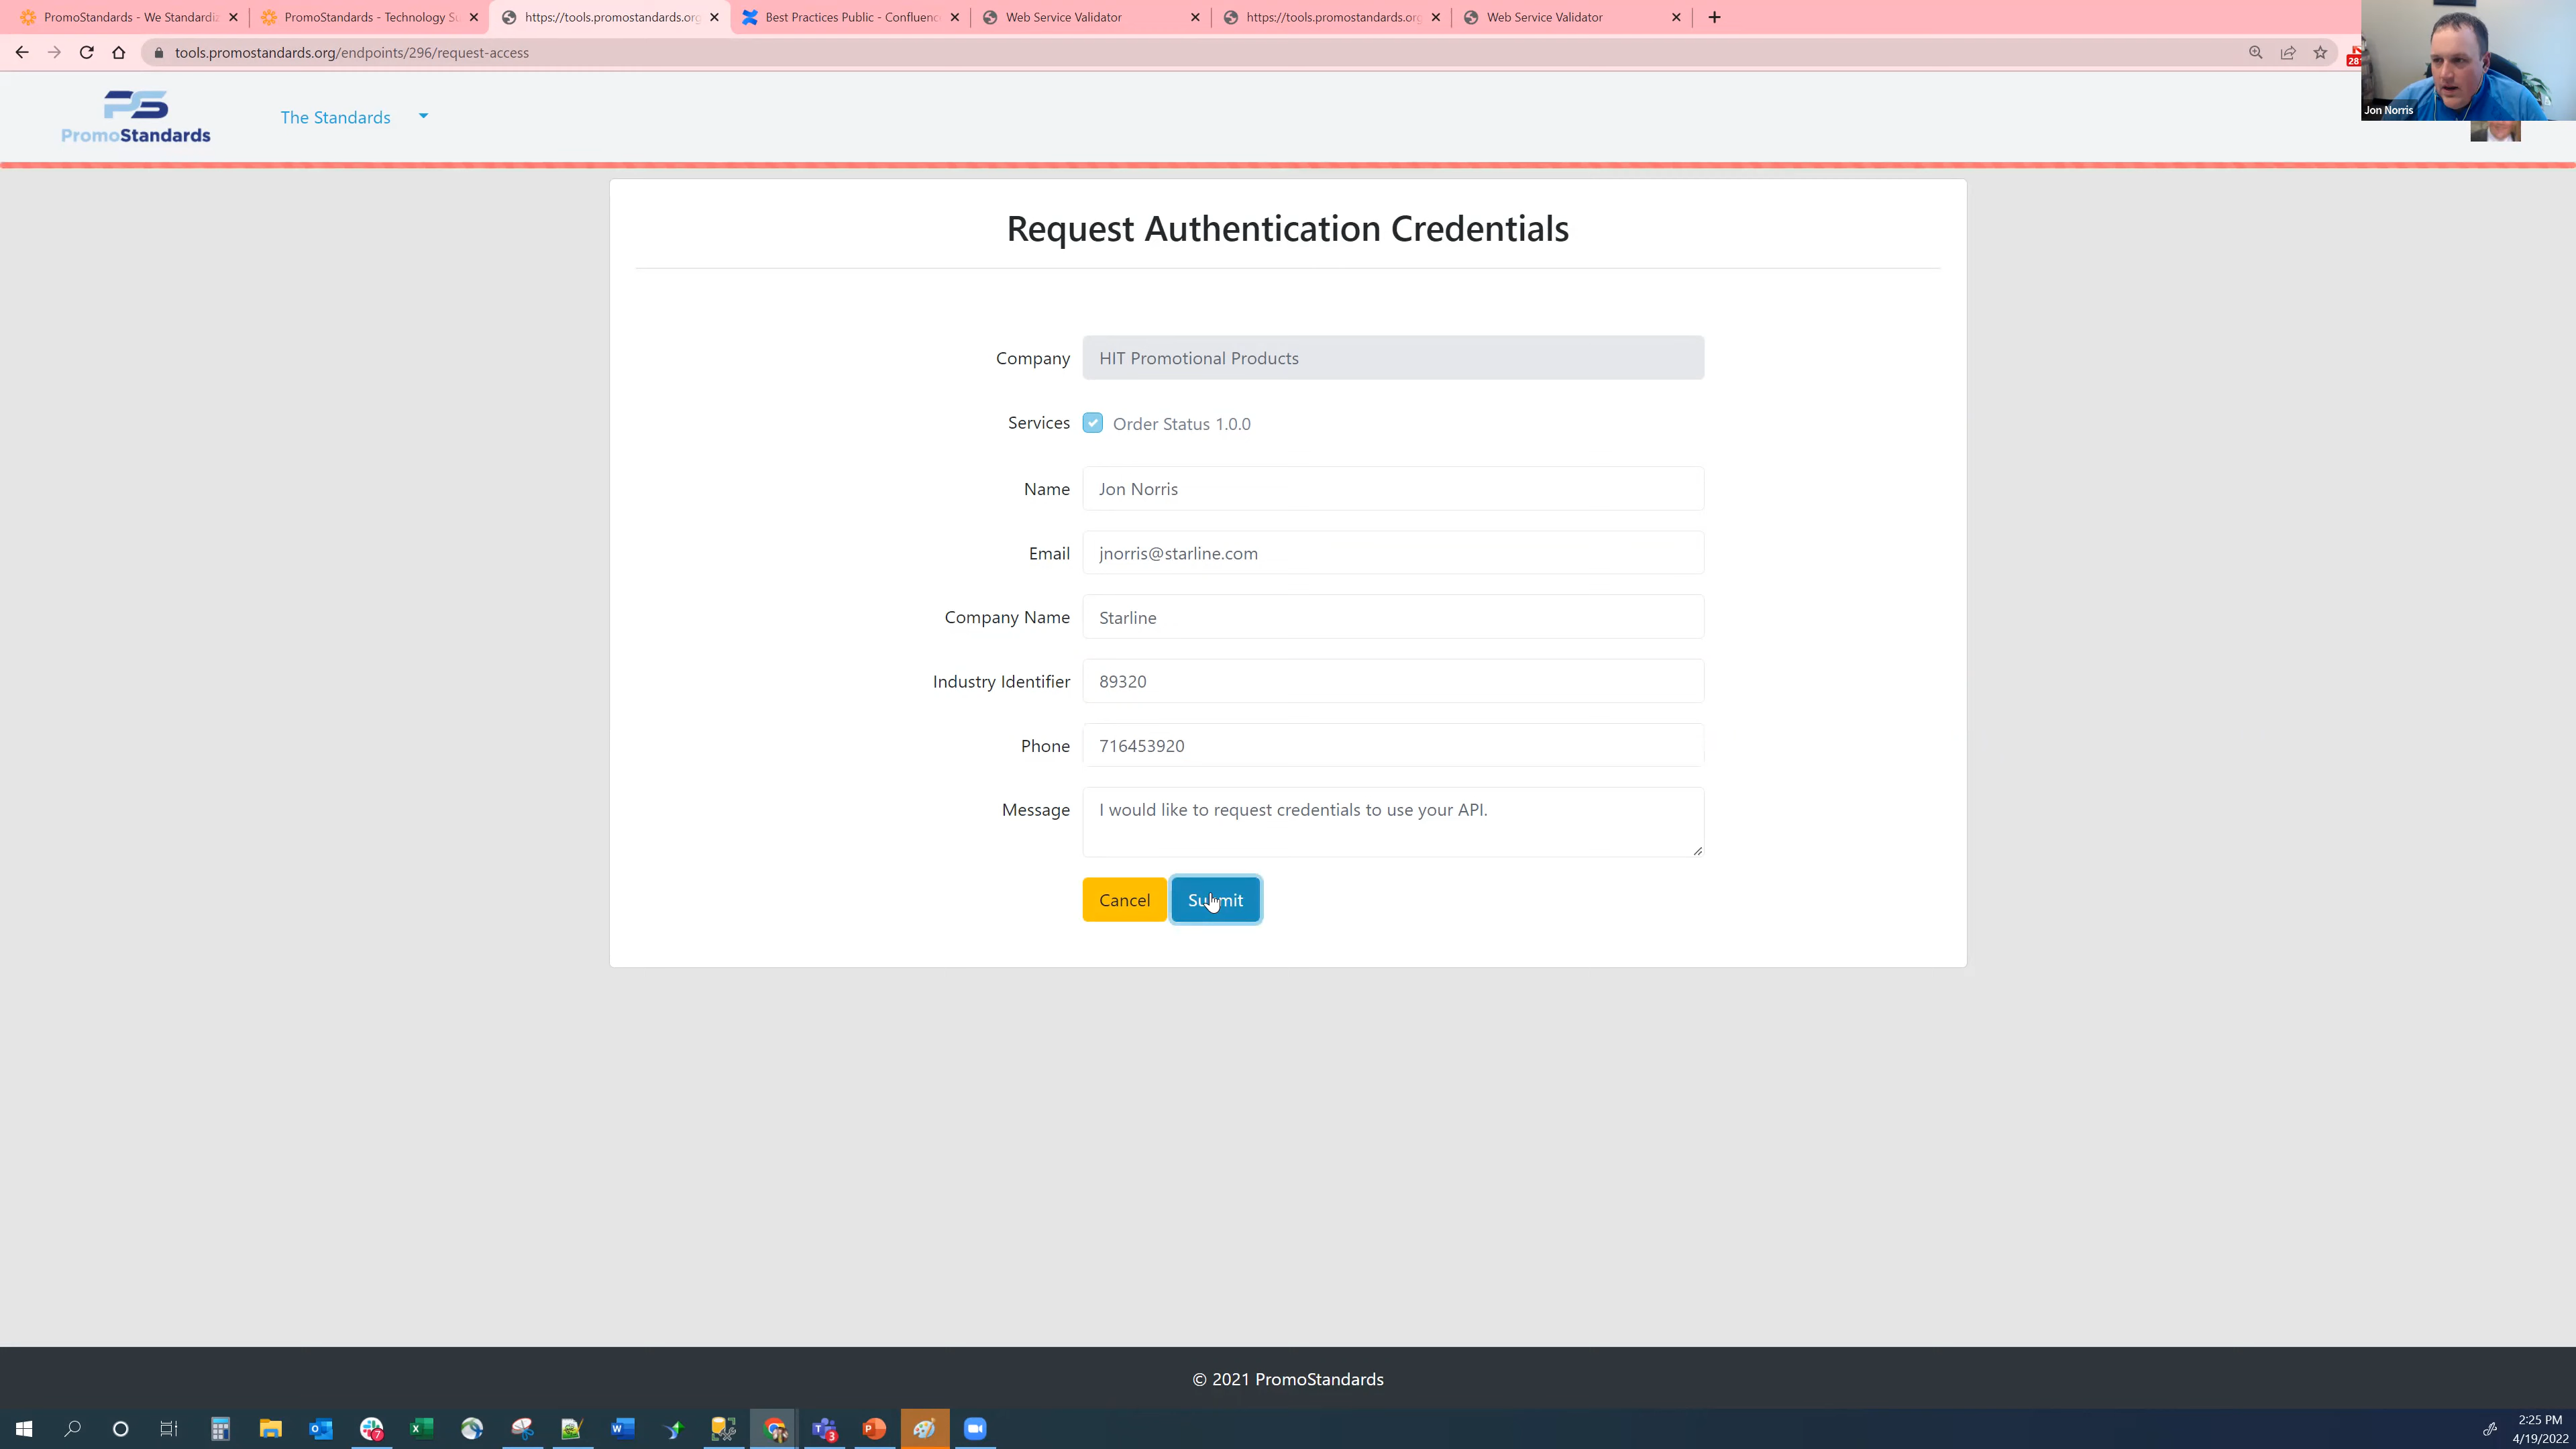 PromoStandards - We Standardiz
PromoStandards - Technology S
https://tools.promostandards.org
Best Practices Public - Confluenc
Web Service Validator
https://tools.promostandards.org
Web Service Validator
tools.promostandards.org/endpoints/296/request-access
28
Jon Norris
PS
PromoStandards
The Standards
Request Authentication Credentials
Company HIT Promotional Products
Services Order Status 1.0.0
Name Jon Norris
Email jnorris@starline.com
Company Name Starline
Industry Identifier 89320
Phone 716453920
Message I would like to request credentials to use your API.
Cancel Submit
© 2021 PromoStandards
7
3
2:25 PM
4/19/2022